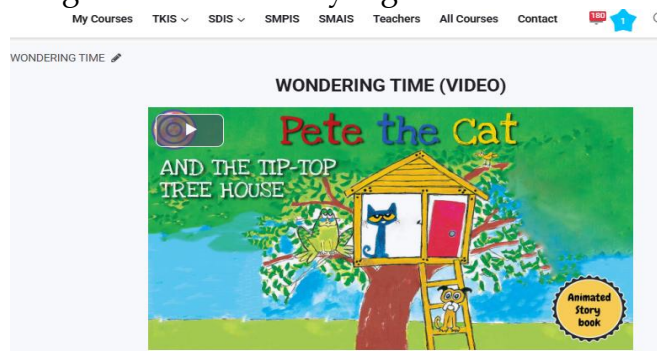 My Courses TKIS SDIS SMPIS SMAIS Teachers All Courses Contact 180 1
WONDERING TIME
WONDERING TIME (VIDEO)
Pete the Cat
AND THE TIP-TOP
TREE HOUSE
Animated
Story
book